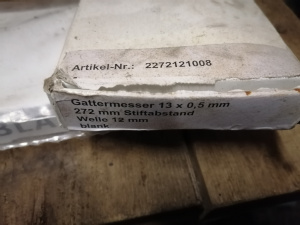 Artikel-Nr.: 2272121008
Gattermesser 13 x 0,5 mm
272 mm Stiftabstand
Welle 12 mm
blank